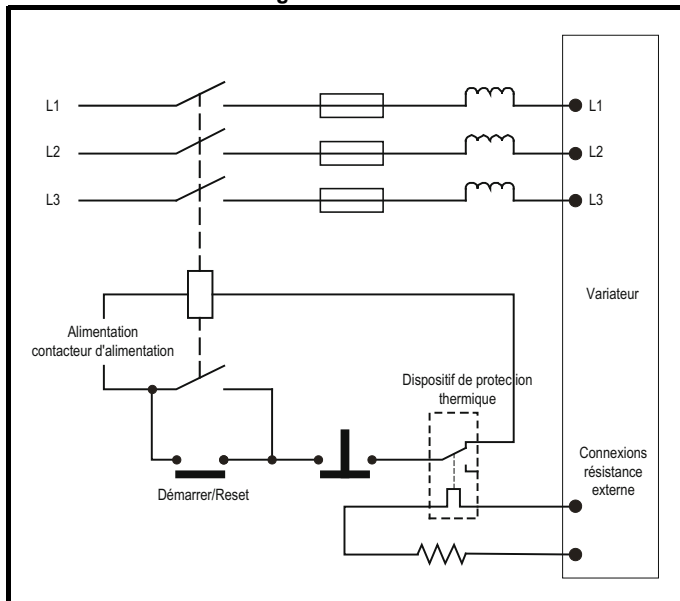 L1
L1
L2
L2
L3
L3
Variateur
Alimentation
contacteur d'alimentation
Dispositif de protection
thermique
Démarrer/Reset
Connexions
résistance
externe